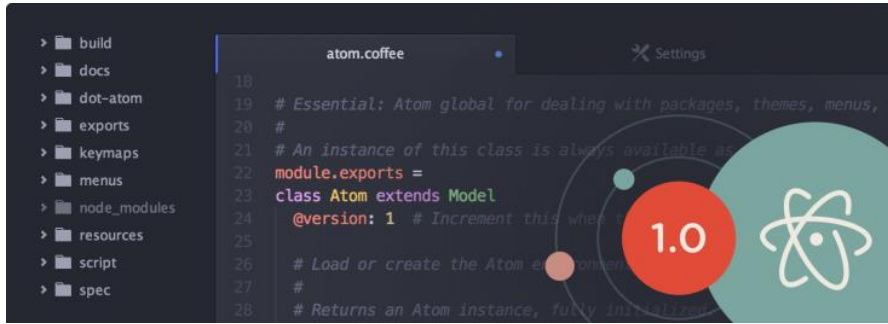 build
docs
dot-atom
exports
keymaps
menus
node_modules
resources
script
spec
atom.coffee
Settings
18
19 # Essential: Atom global for dealing with packages, themes, menus,
20 #
21 # An instance of this class is always available as
22 module.exports =
23 class Atom extends Model
24 @version: 1 # Increment this when
25
26 # Load or create the Atom environment
27 #
28 # Returns an Atom instance, fully initialized
1.0